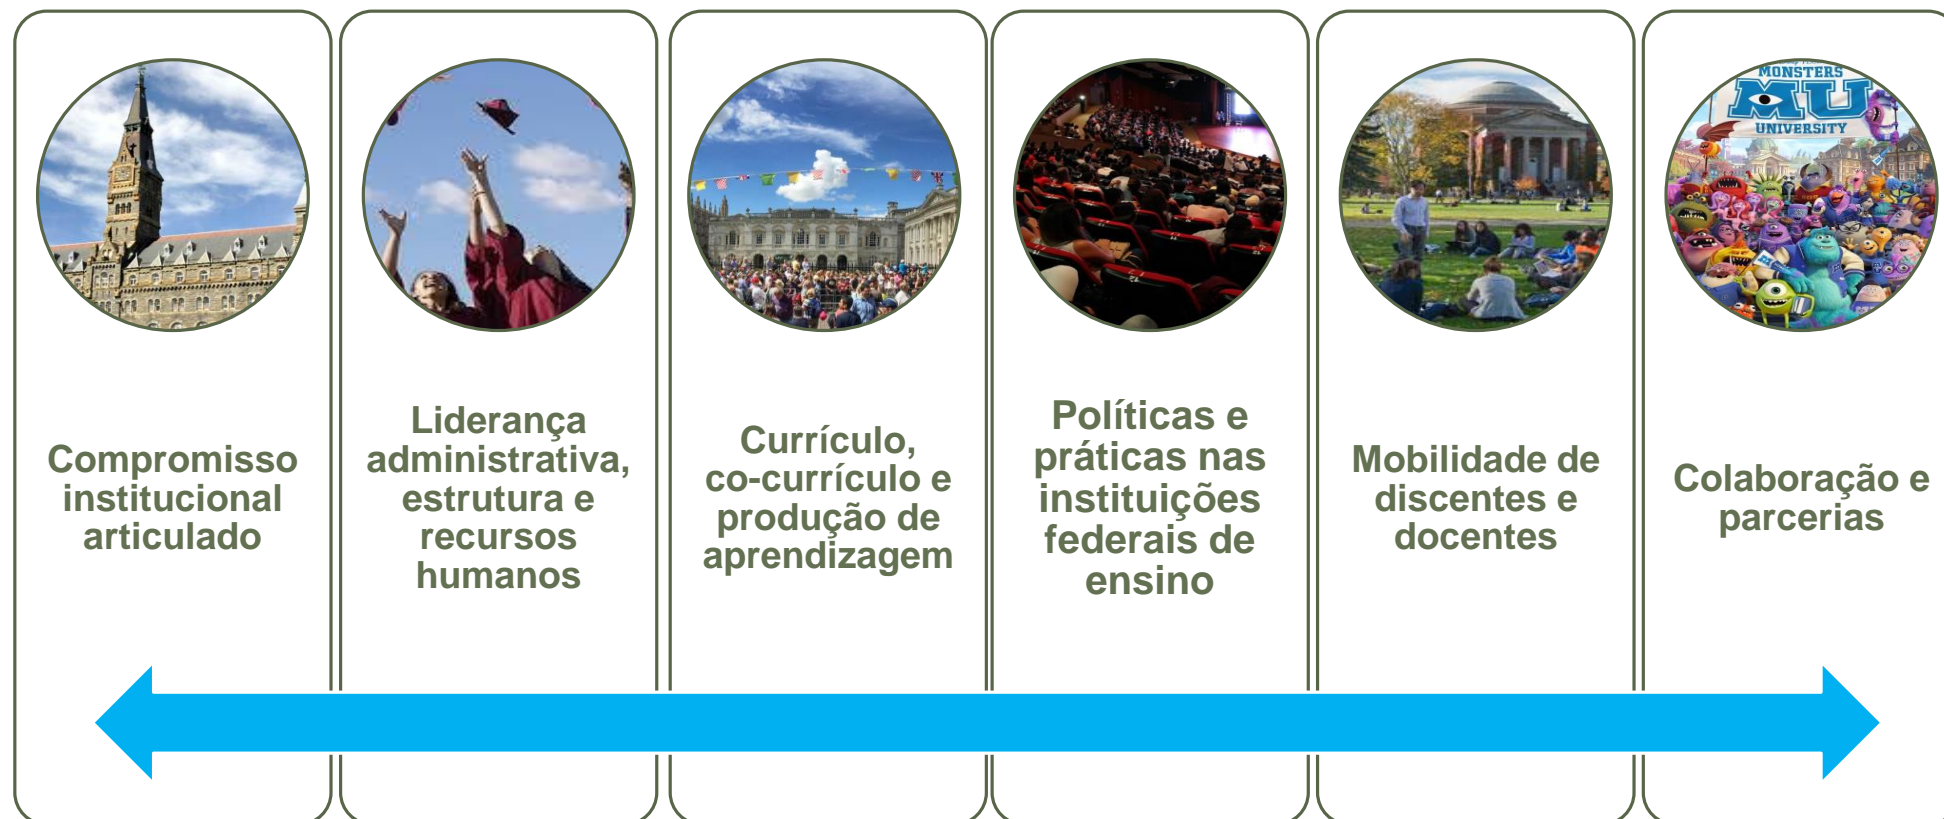 MONSTERS
MU
UNIVERSITY
Compromisso
institucional
articulado
Liderança
administrativa,
estrutura e
recursos
humanos
Currículo,
co-currículo e
produção de
aprendizagem
Políticas e
práticas nas
instituições
federais de
ensino
Mobilidade de
discentes e
docentes
Colaboração e
parcerias